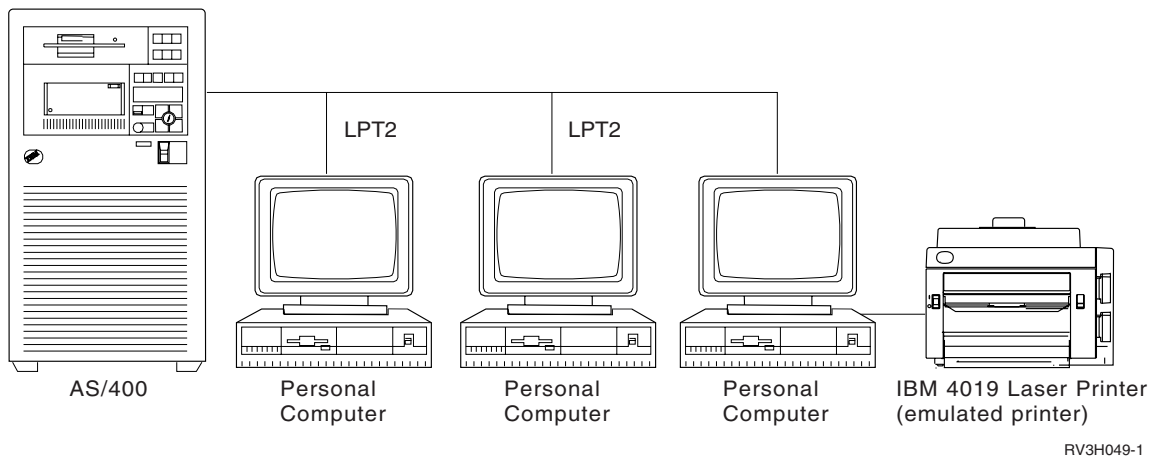 LPT2
LPT2
AS/400
Personal
Computer
Personal
Computer
Personal
Computer
IBM 4019 Laser Printer
(emulated printer)
RV3H049-1